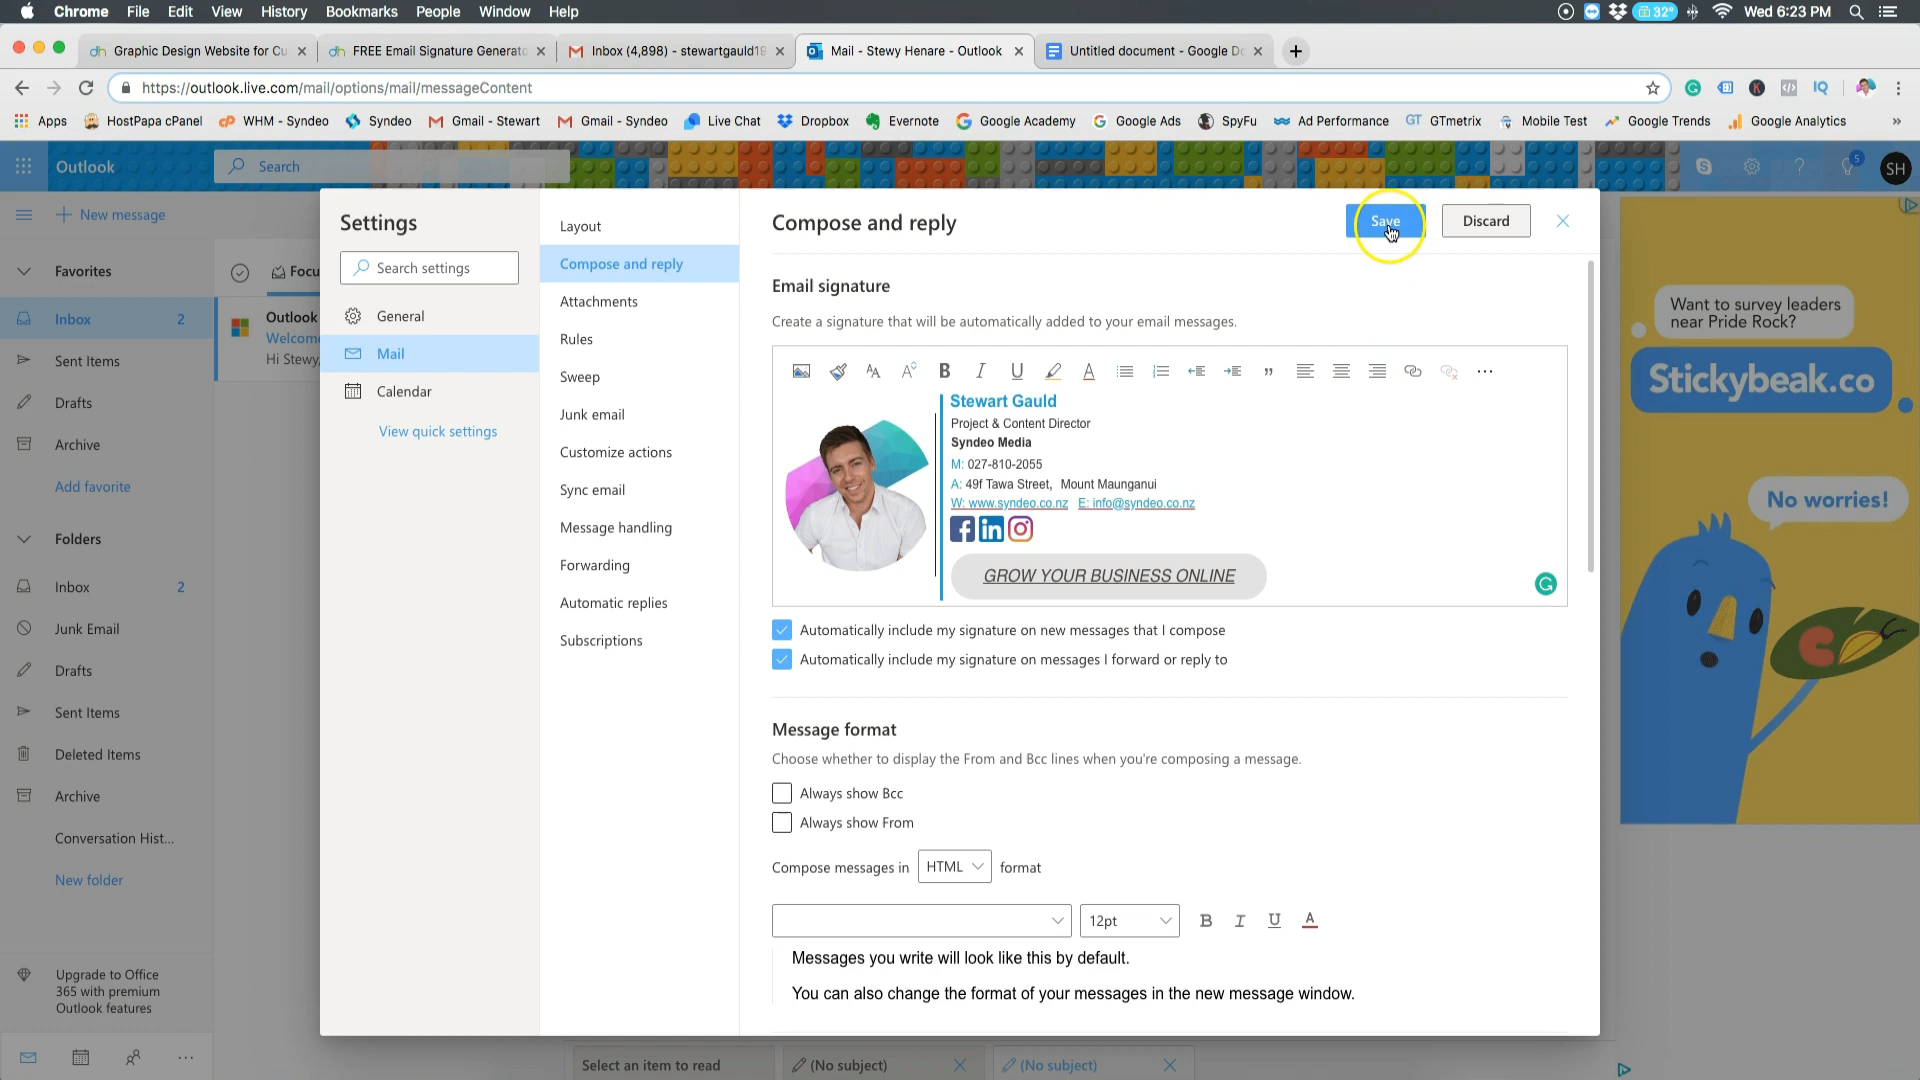 Chrome File Edit View History Bookmarks People Window Help
32° Wed 6:23 PM
Graphic Design Website for Cu
FREE Email Signature Generato
Inbox (4,898) - stewartgauld19
Mail - Stewy Henare - Outlook
Untitled document - Google Do
https://outlook.live.com/mail/options/mail/messageContent
Apps HostPapa cPanel WHM - Syndeo Syndeo Gmail - Stewart Gmail - Syndeo Live Chat Dropbox Evernote Google Academy Google Ads SpyFu Ad Performance GTmetrix Mobile Test Google Trends Google Analytics »
Outlook
Search
5
SH
New message
Favorites
Inbox 2
Sent Items
Drafts
Archive
Add favorite
Folders
Inbox 2
Junk Email
Drafts
Sent Items
Deleted Items
Archive
Conversation Hist...
New folder
Upgrade to Office
365 with premium
Outlook features
Focu
Outlook
Welcome
Hi Stewy,
Settings
Search settings
General
Mail
Calendar
View quick settings
Layout
Compose and reply
Attachments
Rules
Sweep
Junk email
Customize actions
Sync email
Message handling
Forwarding
Automatic replies
Subscriptions
Compose and reply
Save
Discard
Email signature
Create a signature that will be automatically added to your email messages.
Stewart Gauld
Project & Content Director
Syndeo Media
M: 027-810-2055
A: 49f Tawa Street, Mount Maunganui
W: www.syndeo.co.nz E: info@syndeo.co.nz
GROW YOUR BUSINESS ONLINE
Automatically include my signature on new messages that I compose
Automatically include my signature on messages I forward or reply to
Message format
Choose whether to display the From and Bcc lines when you're composing a message.
Always show Bcc
Always show From
Compose messages in HTML format
12pt B I U A
Messages you write will look like this by default.
You can also change the format of your messages in the new message window.
Select an item to read
(No subject)
(No subject)
Want to survey leaders
near Pride Rock?
Stickybeak.co
No worries!